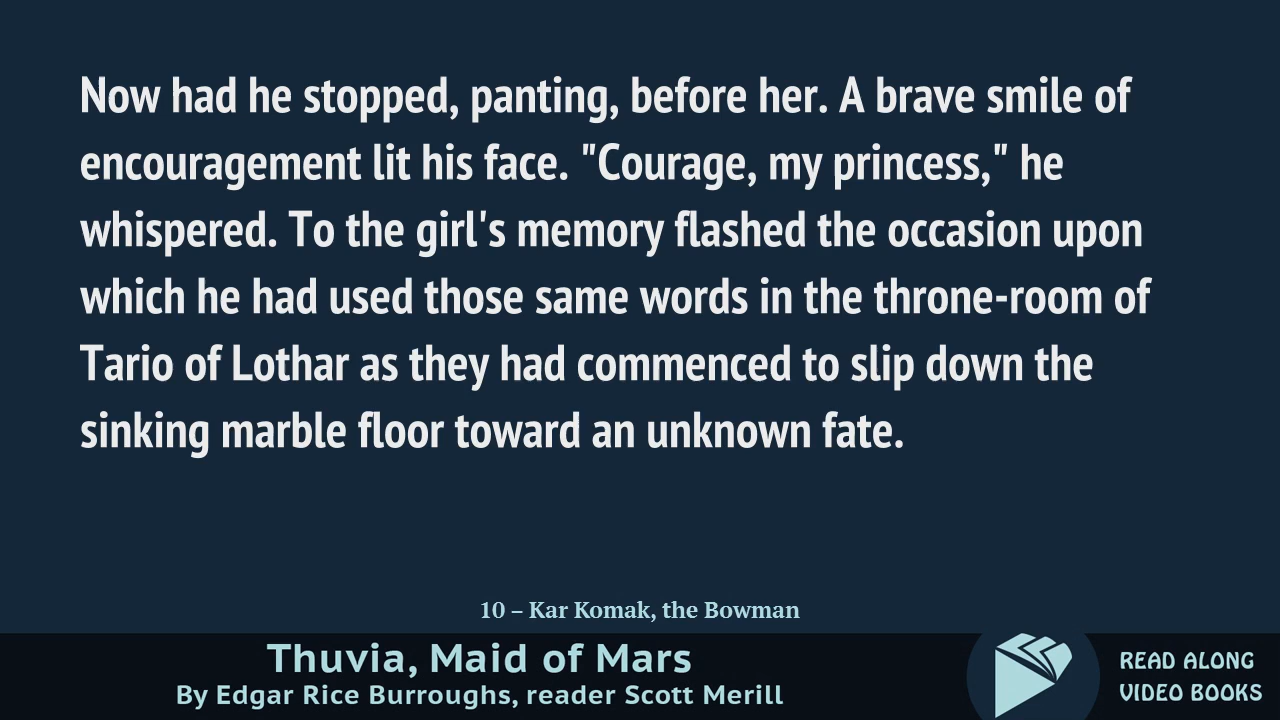 Now had he stopped, panting, before her. A brave smile of
encouragement lit his face. "Courage, my princess," he
whispered. To the girl's memory flashed the occasion upon
which he had used those same words in the throne-room of
Tario of Lothar as they had commenced to slip down the
sinking marble floor toward an unknown fate.
10 – Kar Komak, the Bowman
Thuvia, Maid of Mars
By Edgar Rice Burroughs, reader Scott Merill
READ ALONG
VIDEO BOOKS